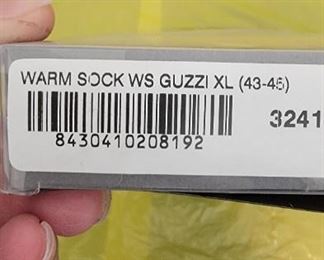 WARM SOCK WS GUZZI XL (43-46)
3241
8430410208192